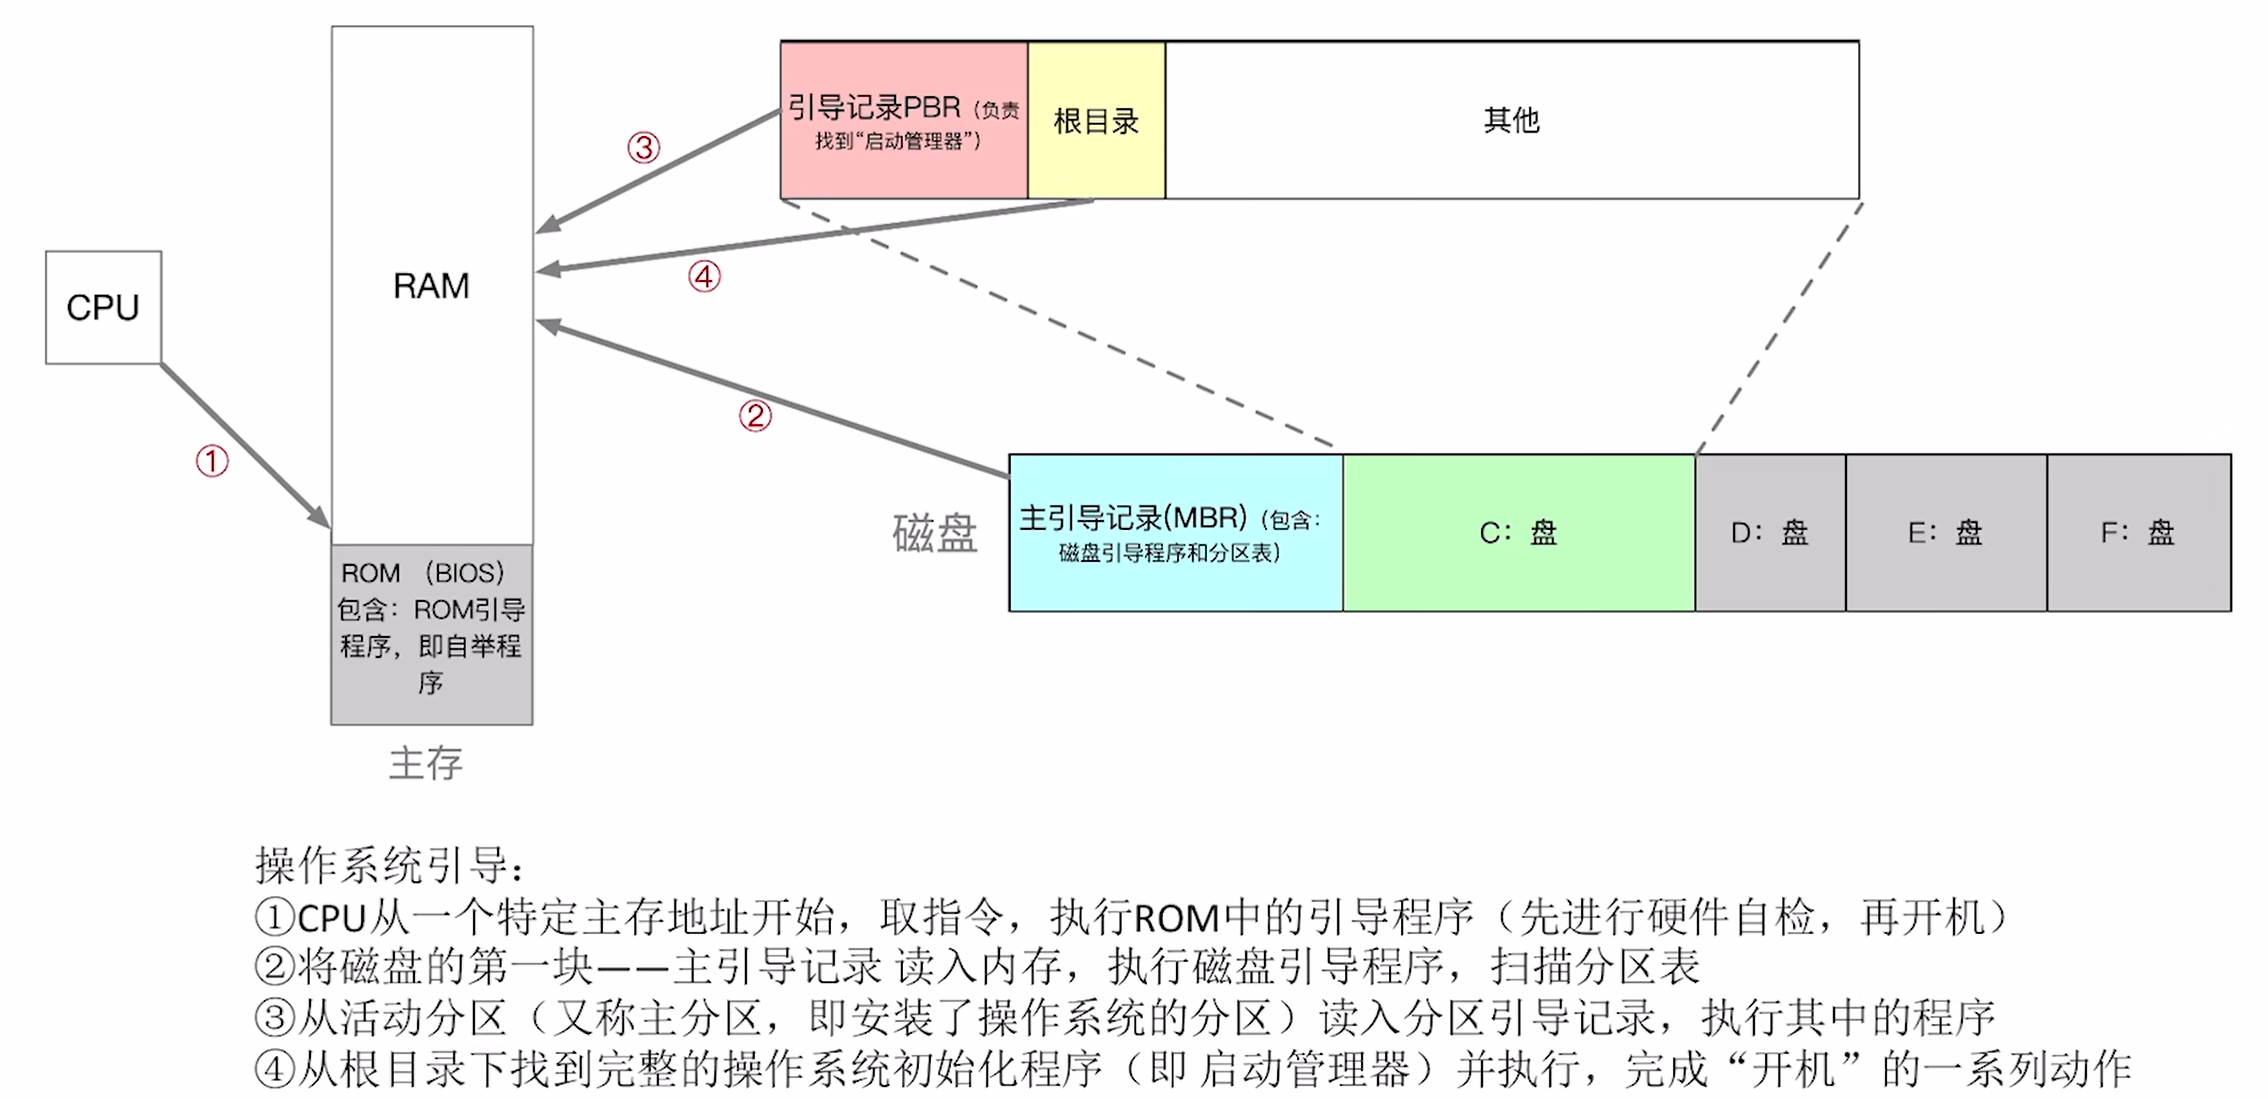 引导记录PBR（负责
找到“启动管理器”）
根目录
其他
③
RAM
④
CPU
②
①
磁盘
主引导记录(MBR)（包含：
磁盘引导程序和分区表）
C：盘
D：盘
E：盘
F：盘
ROM （BIOS）
包含：ROM引导
程序，即自举程
序
主存
操作系统引导：
①CPU从一个特定主存地址开始，取指令，执行ROM中的引导程序（先进行硬件自检，再开机）
②将磁盘的第一块——主引导记录 读入内存，执行磁盘引导程序，扫描分区表
③从活动分区（又称主分区，即安装了操作系统的分区）读入分区引导记录，执行其中的程序
④从根目录下找到完整的操作系统初始化程序（即 启动管理器）并执行，完成“开机”的一系列动作